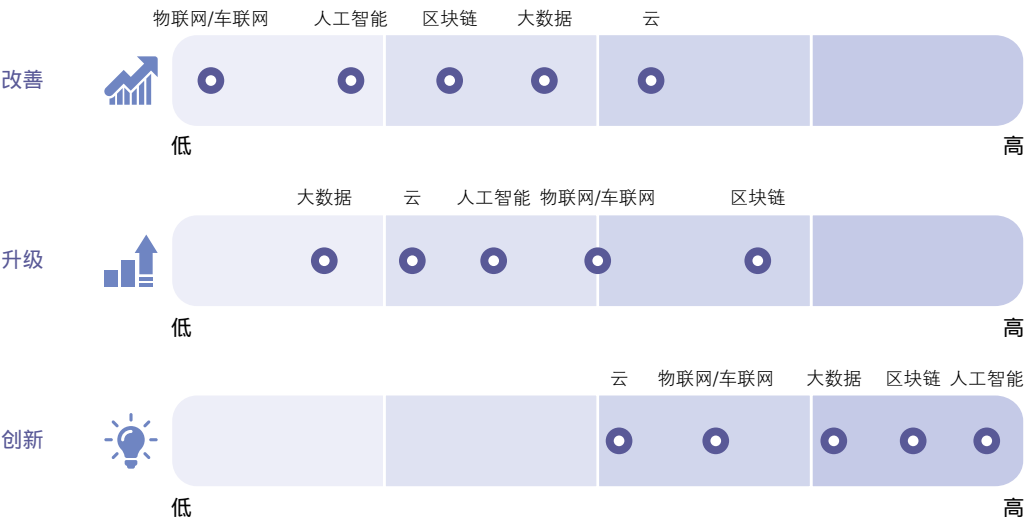 物联网/车联网 人工智能 区块链 大数据 云
改善
低 高
大数据 云 人工智能 物联网/车联网 区块链
升级
低 高
云 物联网/车联网 大数据 区块链 人工智能
创新
低 高